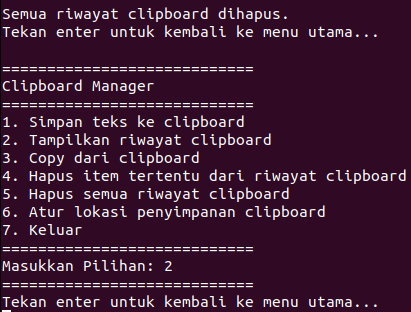 Semua riwayat clipboard dihapus.
Tekan enter untuk kembali ke menu utama...
============================
Clipboard Manager
============================
1. Simpan teks ke clipboard
2. Tampilkan riwayat clipboard
3. Copy dari clipboard
4. Hapus item tertentu dari riwayat clipboard
5. Hapus semua riwayat clipboard
6. Atur lokasi penyimpanan clipboard
7. Keluar
============================
Masukkan Pilihan: 2
============================
Tekan enter untuk kembali ke menu utama...